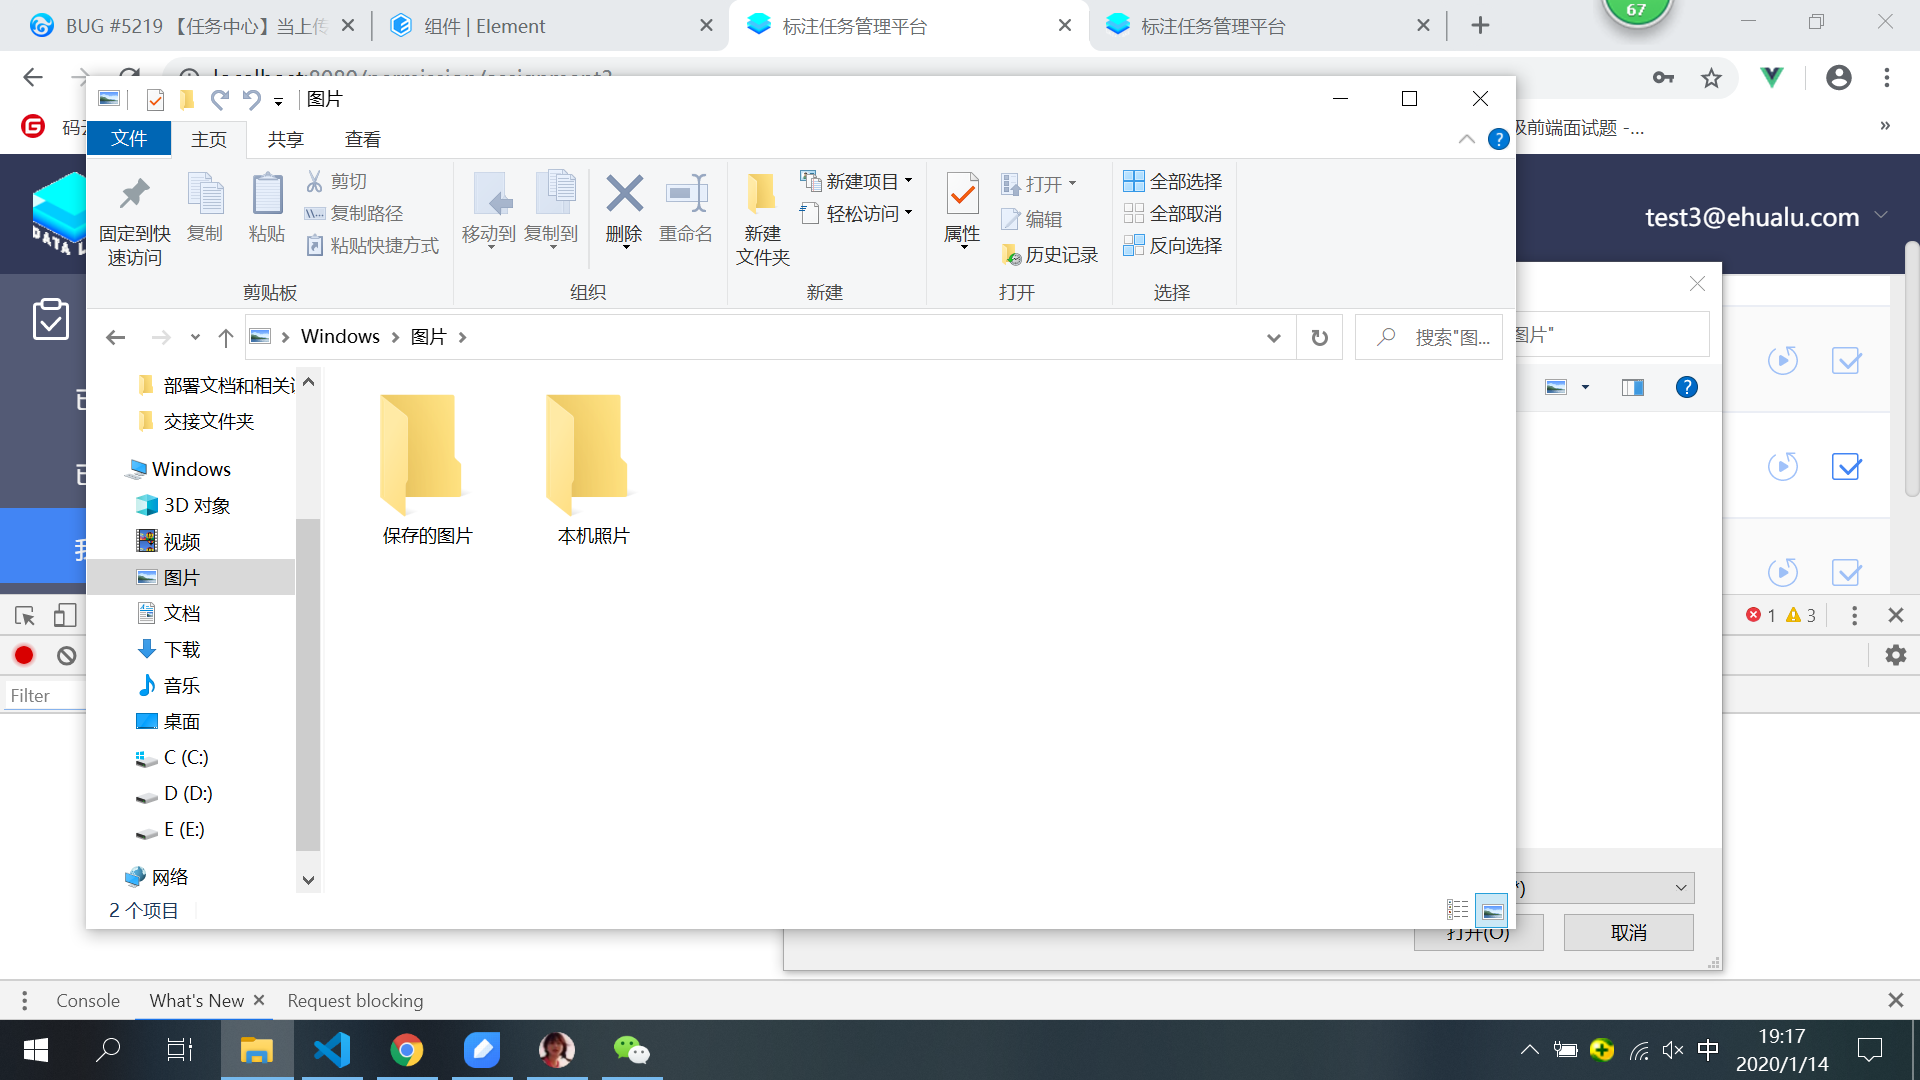 BUG #5219 【任务中心】当上传
组件 | Element
标注任务管理平台
标注任务管理平台
67
localhost:8080/permission/assignment?
码云
级前端面试题 -...
»
图片
文件
主页
共享
查看
固定到快
速访问
复制
粘贴
剪切
复制路径
粘贴快捷方式
剪贴板
移动到
复制到
删除
重命名
组织
新建
文件夹
新建项目
轻松访问
新建
属性
打开
编辑
历史记录
打开
全部选择
全部取消
反向选择
选择
test3@ehualu.com
DATA L
Windows
图片
搜索"图...
图片"
部署文档和相关
交接文件夹
Windows
3D 对象
视频
图片
文档
下载
音乐
桌面
C (C:)
D (D:)
E (E:)
网络
保存的图片
本机照片
2 个项目
已
已
我
Filter
1
3
*)
打开(O)
取消
Console
What's New
Request blocking
中
19:17
2020/1/14